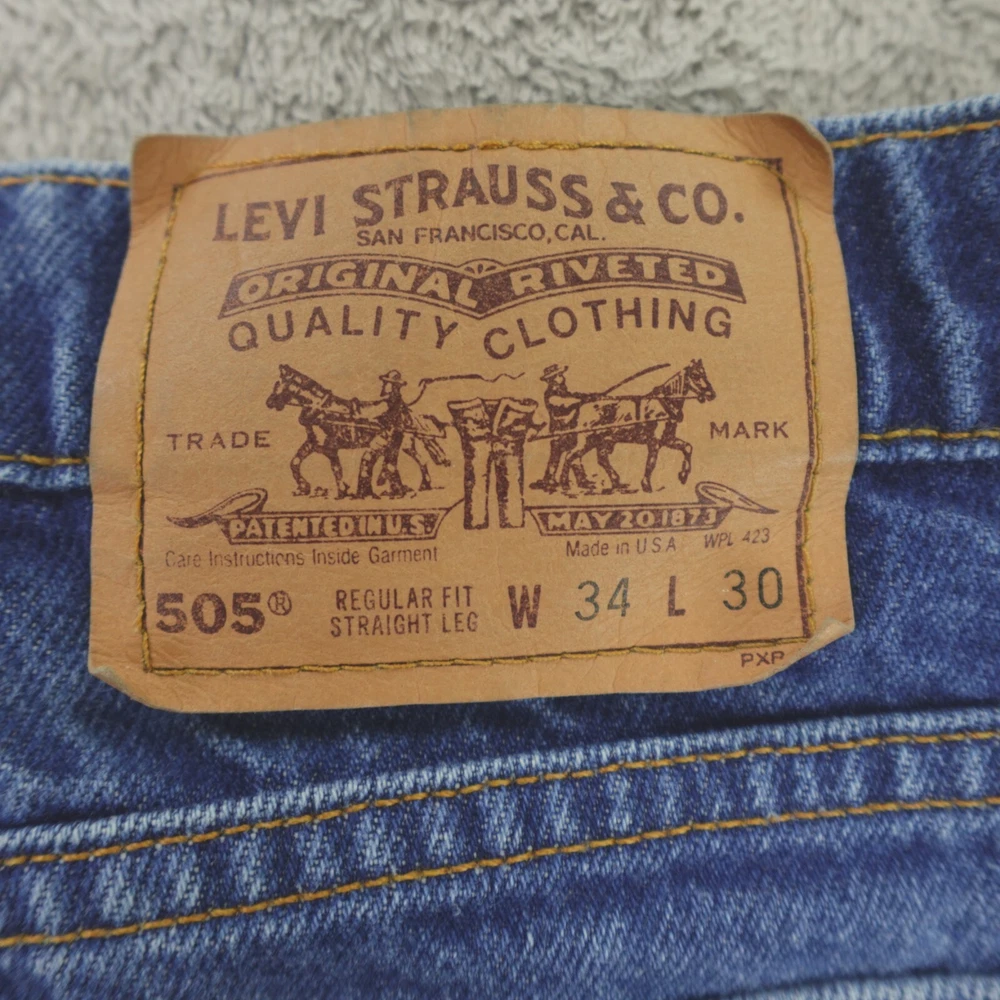 LEVI STRAUSS & CO.
SAN FRANCISCO, CAL.
ORIGINAL RIVETED
QUALITY CLOTHING
TRADE MARK
PATENTED IN U.S. MAY 20 1873
Care Instructions Inside Garment Made in U S A WPL 423
505® REGULAR FIT W 34 L 30
STRAIGHT LEG
PXP